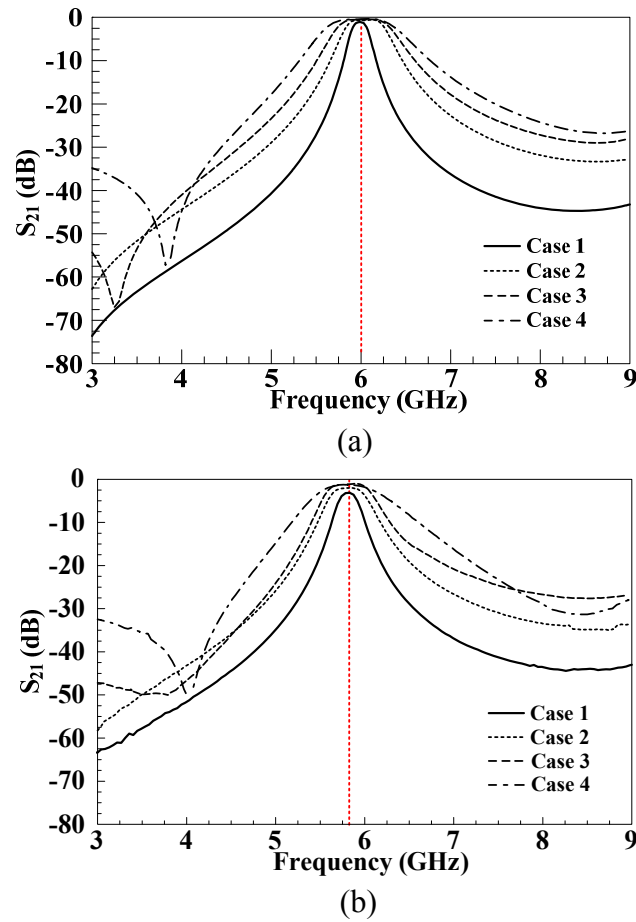 0
-10
-20
-30
-40
-50
-60
-70
-80
S21 (dB)
Case 1
Case 2
Case 3
Case 4
3 4 5 6 7 8 9
Frequency (GHz)
(a)
0
-10
-20
-30
-40
-50
-60
-70
-80
S21 (dB)
Case 1
Case 2
Case 3
Case 4
3 4 5 6 7 8 9
Frequency (GHz)
(b)